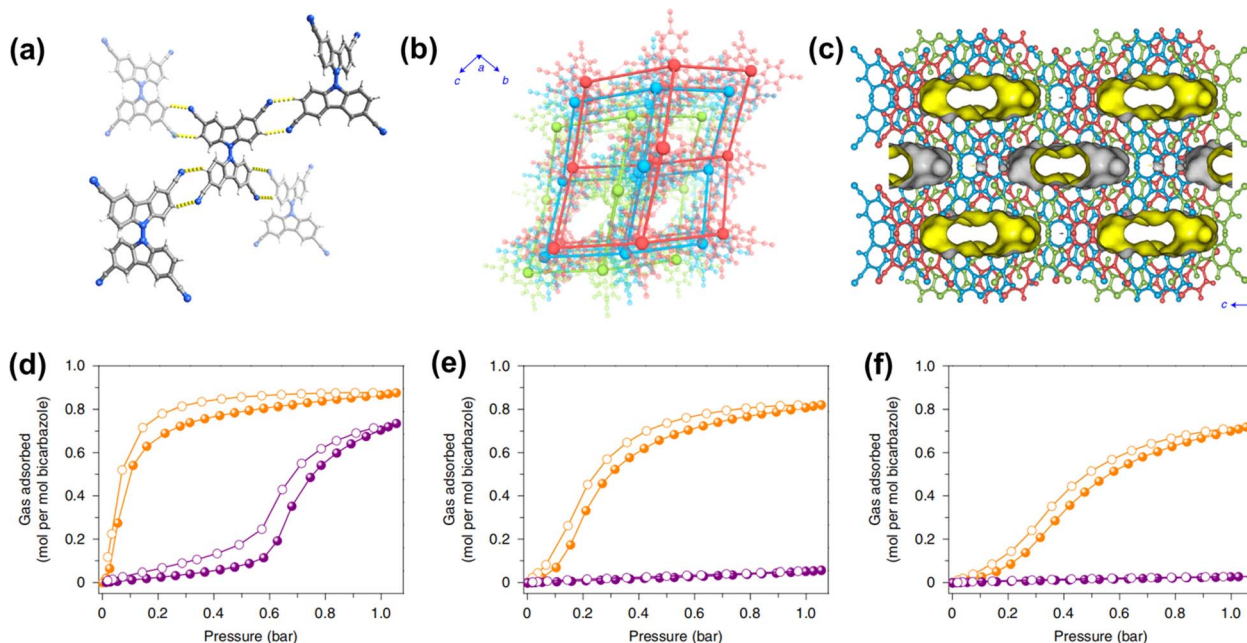 (a)
(b)
(c)
c
a
b
c
(d)
(e)
(f)
1.0
0.8
0.6
0.4
0.2
0
Gas adsorbed
(mol per mol bicarbazole)
0
0.2
0.4
0.6
0.8
1.0
Pressure (bar)
1.0
0.8
0.6
0.4
0.2
0
Gas adsorbed
(mol per mol bicarbazole)
0
0.2
0.4
0.6
0.8
1.0
Pressure (bar)
1.0
0.8
0.6
0.4
0.2
0
Gas adsorbed
(mol per mol bicarbazole)
0
0.2
0.4
0.6
0.8
1.0
Pressure (bar)